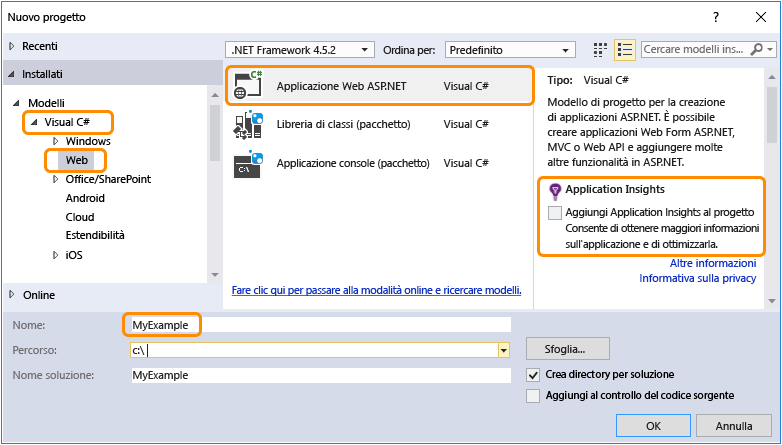 Nuovo progetto
Recenti
.NET Framework 4.5.2
Ordina per:
Predefinito
Cercare modelli ins...
Installati
Modelli
Visual C#
Windows
Web
Office/SharePoint
Android
Cloud
Estendibilità
iOS
Online
C#
Applicazione Web ASP.NET
Visual C#
Libreria di classi (pacchetto)
Visual C#
C:\
Applicazione console (pacchetto)
Visual C#
Fare clic qui per passare alla modalità online e ricercare modelli.
Tipo: Visual C#
Modello di progetto per la creazione
di applicazioni ASP.NET. È possibile
creare applicazioni Web Form ASP.NET,
MVC o Web API e aggiungere molte
altre funzionalità in ASP.NET.
Application Insights
Aggiungi Application Insights al progetto
Consente di ottenere maggiori informazioni
sull'applicazione e di ottimizzarla.
Altre informazioni
Informativa sulla privacy
Nome:
MyExample
Percorso:
c:\
Sfoglia...
Nome soluzione:
MyExample
Crea directory per soluzione
Aggiungi al controllo del codice sorgente
OK
Annulla